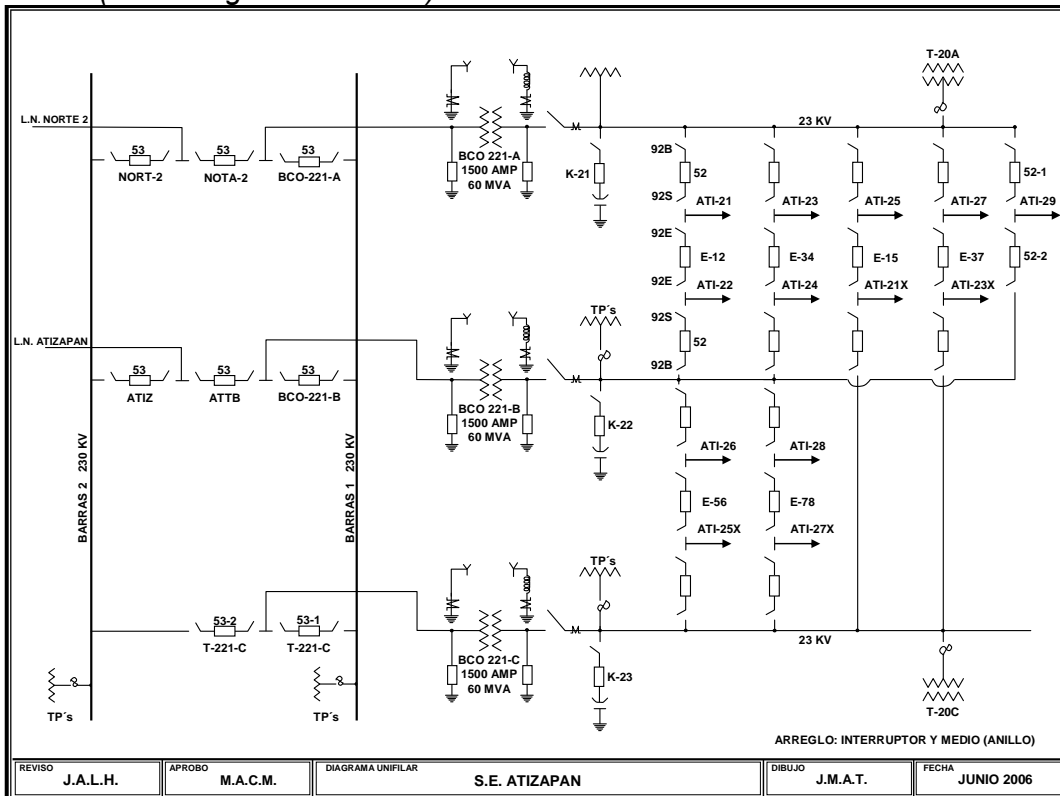 T-20A
L.N. NORTE 2
23 KV
53
53
53
NORT-2
NOTA-2
BCO-221-A
BCO 221-A
1500 AMP
60 MVA
K-21
92B
52
52-1
92S
ATI-21
ATI-23
ATI-25
ATI-27
ATI-29
92E
E-12
E-34
E-15
E-37
52-2
92E
ATI-22
ATI-24
ATI-21X
ATI-23X
TP´s
92S
52
92B
L.N. ATIZAPAN
53
53
53
ATIZ
ATTB
BCO-221-B
BCO 221-B
1500 AMP
60 MVA
K-22
ATI-26
ATI-28
E-56
E-78
ATI-25X
ATI-27X
BARRAS 2 230 KV
BARRAS 1 230 KV
TP´s
53-2
53-1
T-221-C
T-221-C
23 KV
BCO 221-C
1500 AMP
60 MVA
K-23
TP´s
TP´s
T-20C
ARREGLO: INTERRUPTOR Y MEDIO (ANILLO)
REVISO
J.A.L.H.
APROBO
M.A.C.M.
DIAGRAMA UNIFILAR
S.E. ATIZAPAN
DIBUJO
J.M.A.T.
FECHA
JUNIO 2006